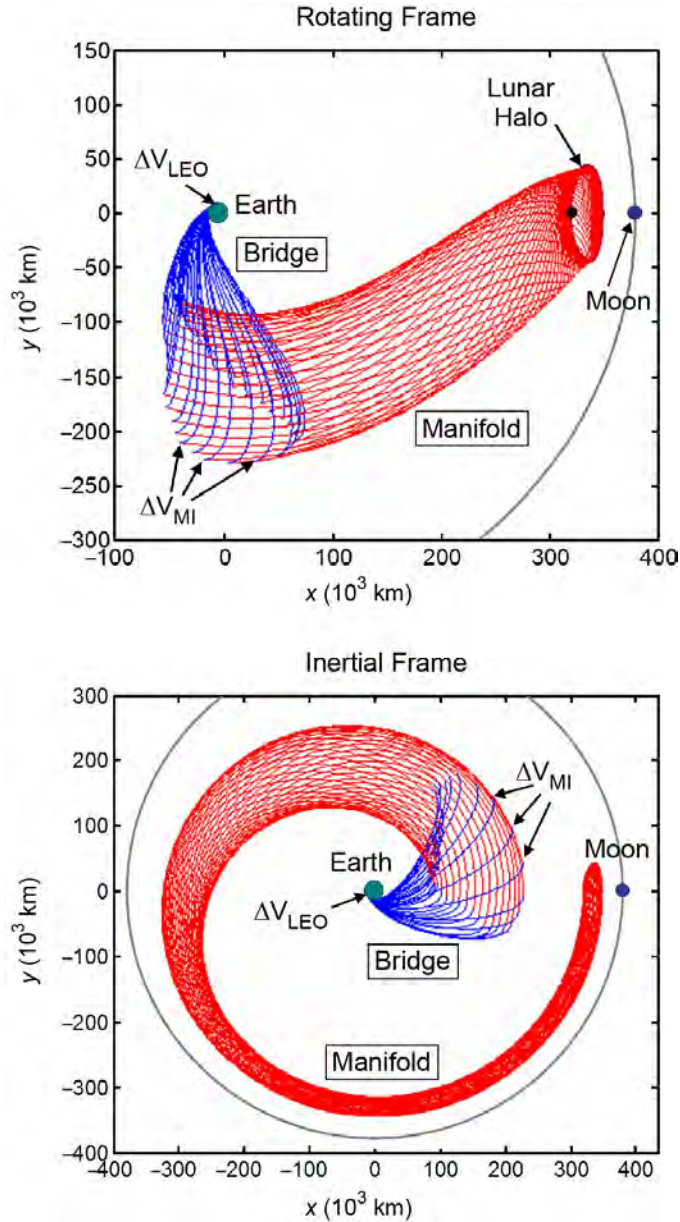 Rotating Frame
150
100
50
0
−50
−100
−150
−200
−250
−300
y (10³ km)
Lunar
Halo
ΔV_LEO
Earth
Bridge
Moon
Manifold
ΔV_MI
−100
0
100
200
300
400
x (10³ km)
Inertial Frame
300
200
100
0
−100
−200
−300
−400
y (10³ km)
ΔV_MI
Moon
Earth
ΔV_LEO
Bridge
Manifold
−400
−300
−200
−100
0
100
200
300
400
x (10³ km)